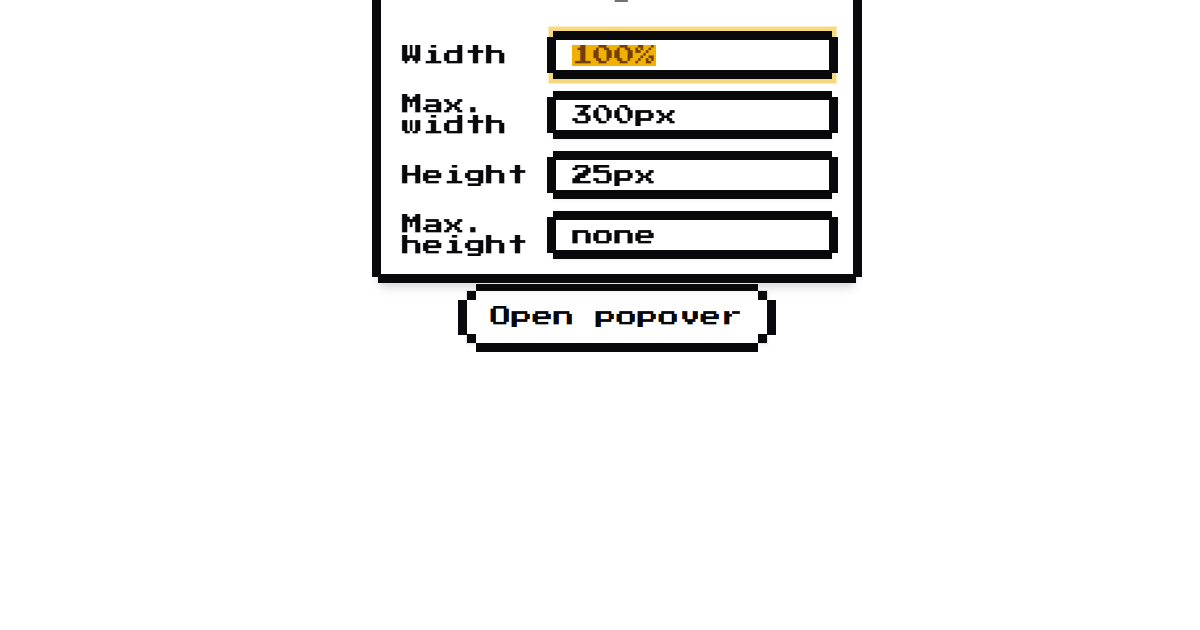 Width 100%
Max.
width 300px
Height 25px
Max.
height none
Open popover